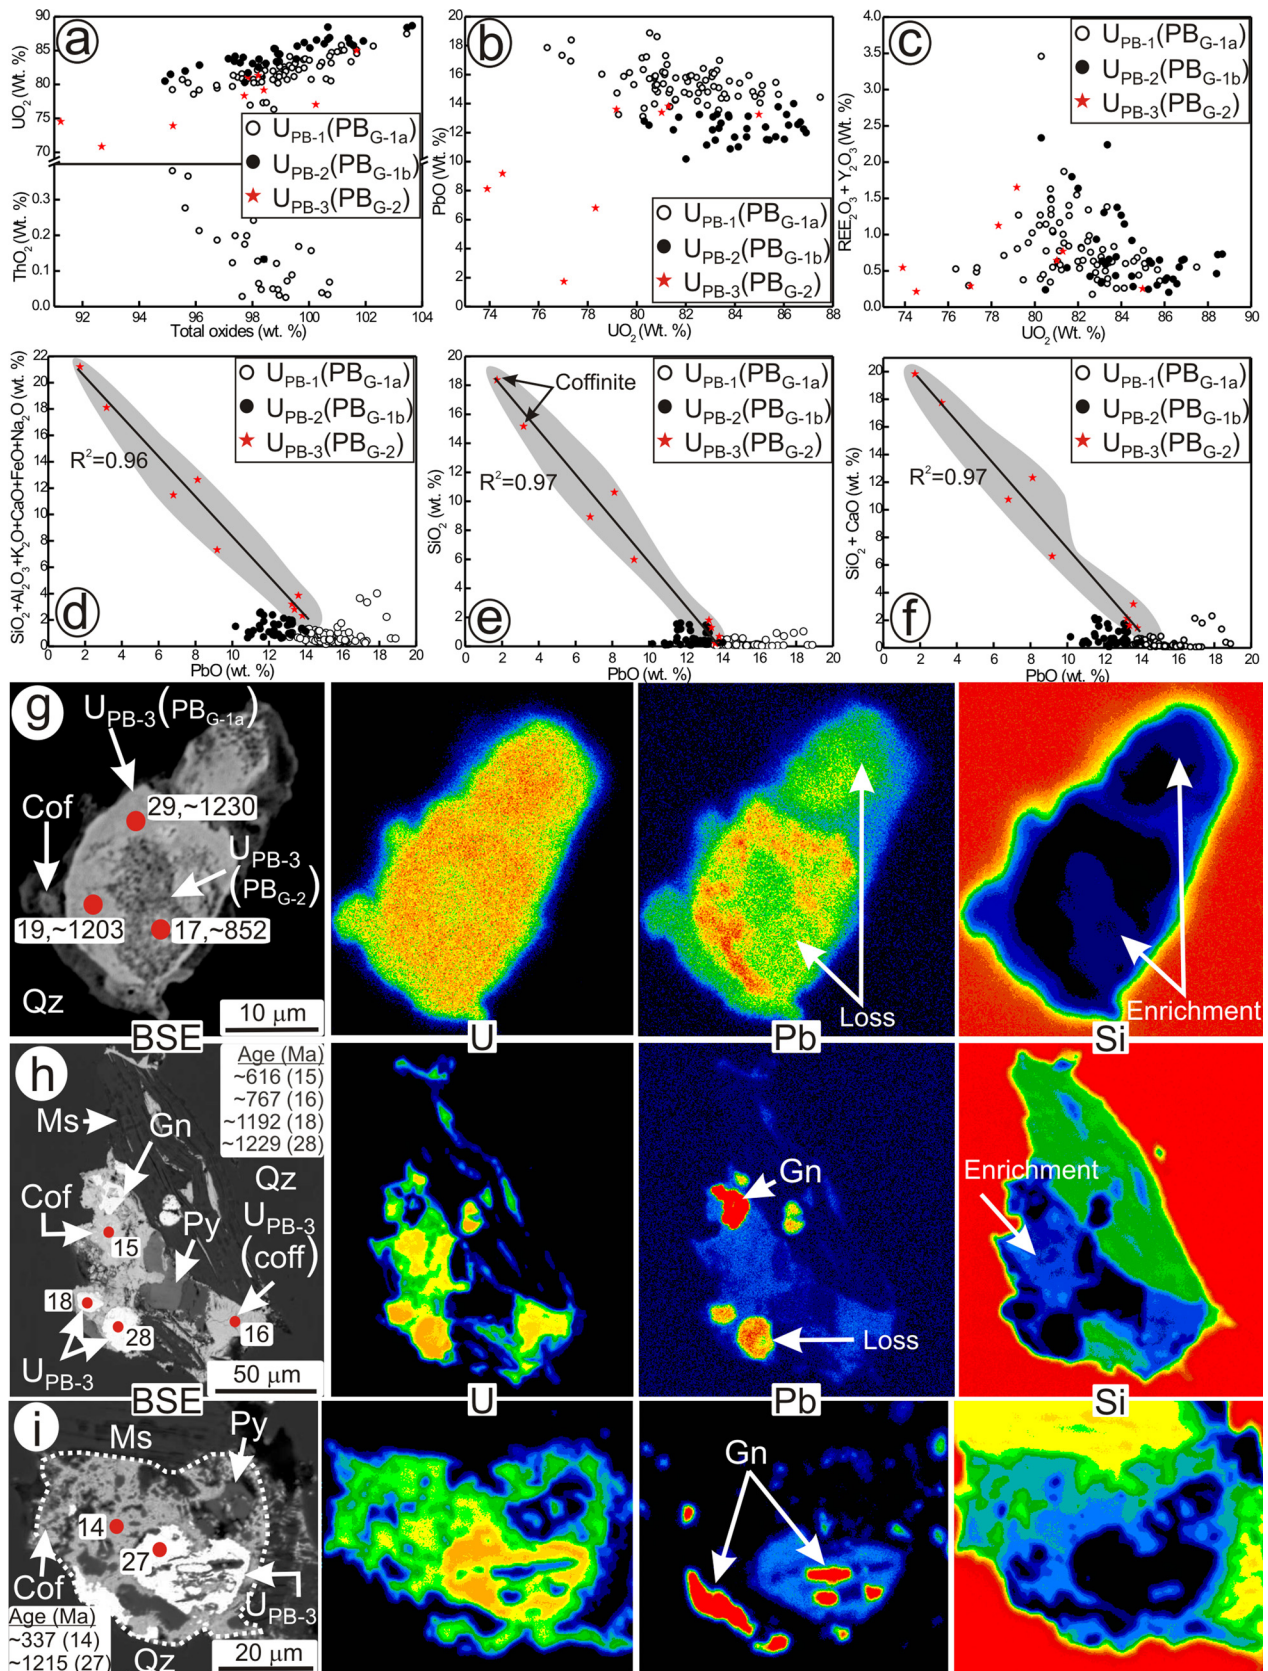 a
UO2 (Wt. %)
90
85
80
75
70
ThO2 (Wt. %)
0.3
0.2
0.1
0.0
92 94 96 98 100 102 104
Total oxides (wt. %)
UPB-1(PBG-1a)
UPB-2(PBG-1b)
UPB-3(PBG-2)
b
PbO (Wt. %)
20
18
16
14
12
10
8
6
4
2
0
73 75 77 79 81 83 85 87 89
UO2 (Wt. %)
UPB-1(PBG-1a)
UPB-2(PBG-1b)
UPB-3(PBG-2)
c
REE2O3 + Y2O3 (Wt. %)
4.0
3.5
3.0
2.5
2.0
1.5
1.0
0.5
0.0
74 76 78 80 82 84 86 88 90
UO2 (Wt. %)
UPB-1(PBG-1a)
UPB-2(PBG-1b)
UPB-3(PBG-2)
d
SiO2+Al2O3+K2O+CaO+FeO+Na2O (wt. %)
22
20
18
16
14
12
10
8
6
4
2
0
0 2 4 6 8 10 12 14 16 18 20
PbO (wt. %)
R2=0.96
UPB-1(PBG-1a)
UPB-2(PBG-1b)
UPB-3(PBG-2)
e
SiO2 (wt. %)
20
18
16
14
12
10
8
6
4
2
0
0 2 4 6 8 10 12 14 16 18 20
PbO (wt. %)
Coffinite
R2=0.97
UPB-1(PBG-1a)
UPB-2(PBG-1b)
UPB-3(PBG-2)
f
SiO2 + CaO (wt. %)
20
18
16
14
12
10
8
6
4
2
0
0 2 4 6 8 10 12 14 16 18 20
PbO (wt. %)
R2=0.97
UPB-1(PBG-1a)
UPB-2(PBG-1b)
UPB-3(PBG-2)
g
UPB-3(PBG-1a)
Cof
29,~1230
UPB-3
(PBG-2)
19,~1203
17,~852
Qz
10 µm
BSE
U
Loss
Pb
Enrichment
Si
h
Age (Ma)
~616 (15)
~767 (16)
~1192 (18)
~1229 (28)
Ms
Gn
Qz
Cof
Py
UPB-3
(coff)
15
18
28
16
UPB-3
50 µm
BSE
U
Gn
Loss
Pb
Enrichment
Si
i
Ms
Py
14
27
Cof
UPB-3
Age (Ma)
~337 (14)
~1215 (27)
Qz
20 µm
Gn